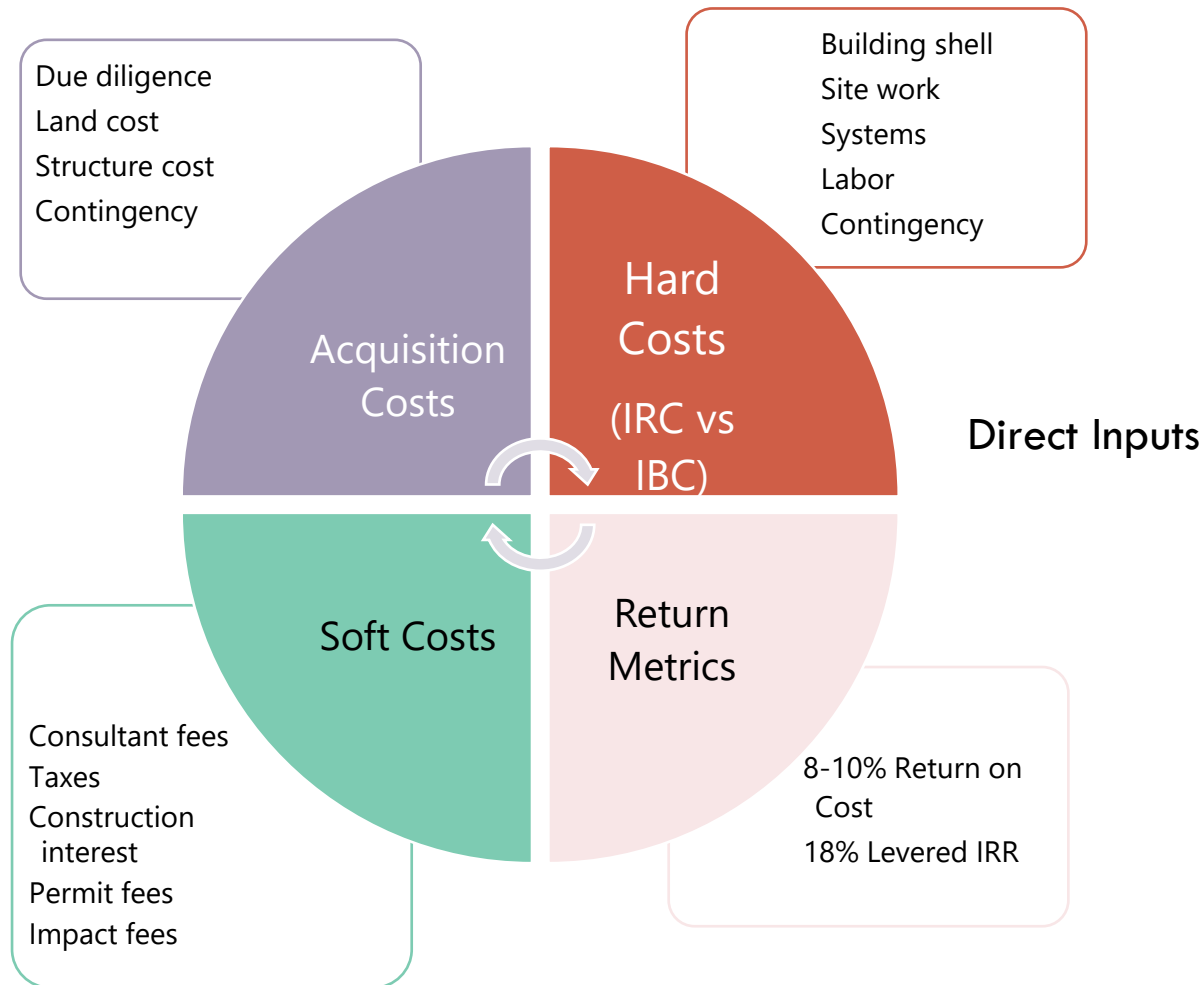 Due diligence
Land cost
Structure cost
Contingency
Building shell
Site work
Systems
Labor
Contingency
Acquisition
Costs
Hard
Costs
(IRC vs
IBC)
Direct Inputs
Soft Costs
Return
Metrics
Consultant fees
Taxes
Construction
interest
Permit fees
Impact fees
8-10% Return on
Cost
18% Levered IRR